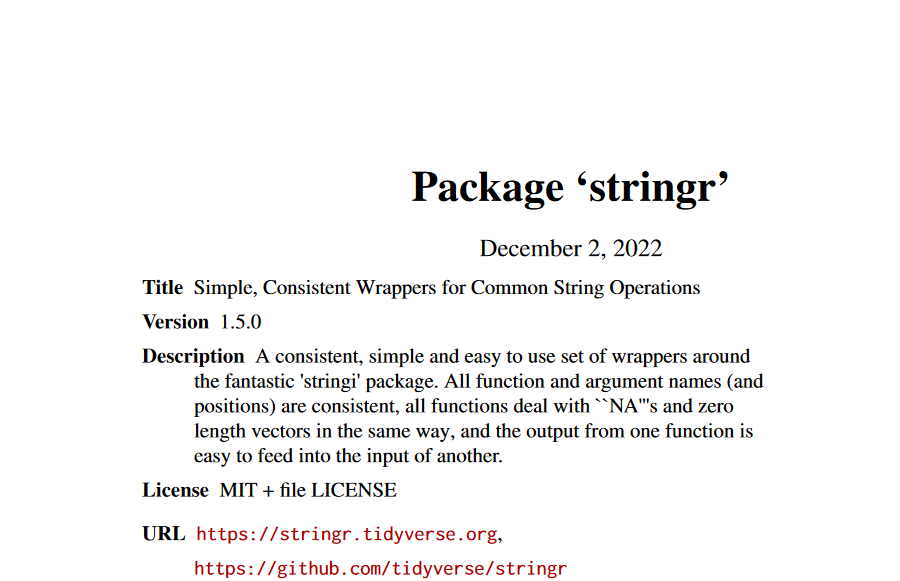 Package ‘stringr’
December 2, 2022
Title Simple, Consistent Wrappers for Common String Operations
Version 1.5.0
Description A consistent, simple and easy to use set of wrappers around
the fantastic 'stringi' package. All function and argument names (and
positions) are consistent, all functions deal with ``NA'''s and zero
length vectors in the same way, and the output from one function is
easy to feed into the input of another.
License MIT + file LICENSE
URL https://stringr.tidyverse.org,
https://github.com/tidyverse/stringr